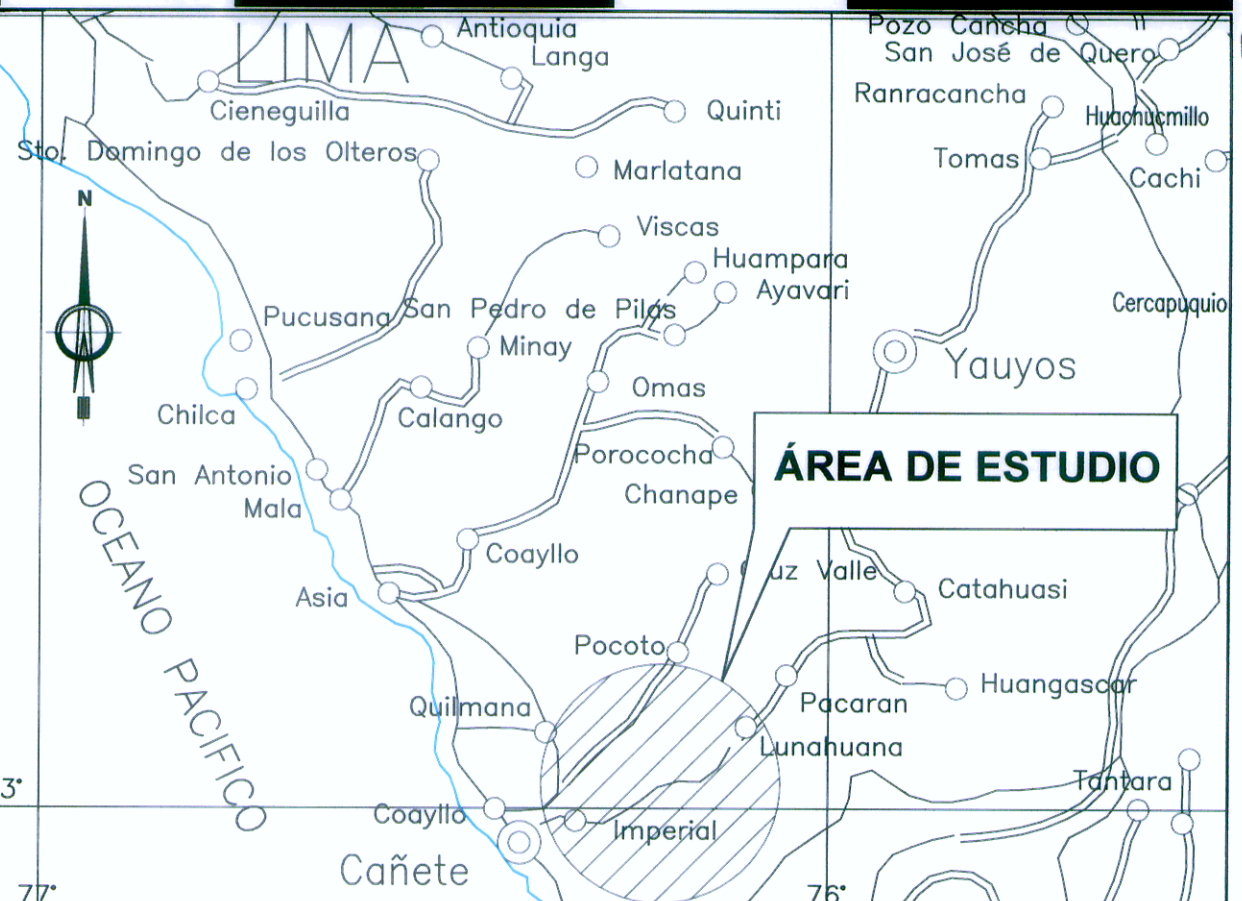 Antioquia
Pozo Cancha
LIMA
Langa
San José de Quero
Cieneguilla
Quinti
Ranracancha
Huachucmillo
Sto. Domingo de los Olteros
Marlatana
Tomas
Cachi
N
Viscas
Huampara
Ayavari
Cercapuquio
Pucusana
San Pedro de Pilas
Minay
Yauyos
Omas
Chilca
Calango
Porococha
ÁREA DE ESTUDIO
San Antonio
Chanape
Mala
OCEANO PACIFICO
Coayllo
uz Valle
Catahuasi
Asia
Pocoto
Huangascar
Quilmana
Pacaran
Lunahuana
Tantara
3°
Coayllo
Imperial
Cañete
77°
76°